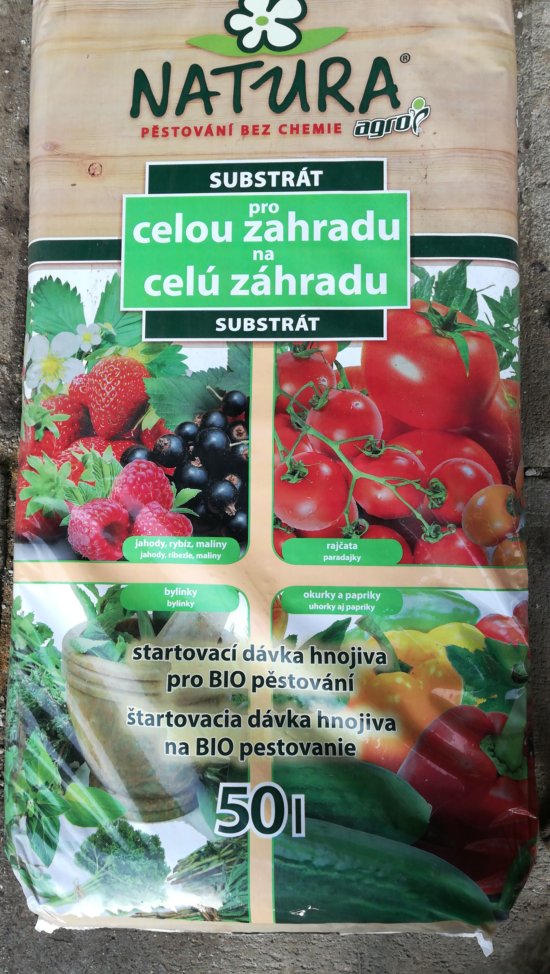 NATURA®
PĚSTOVÁNÍ BEZ CHEMIE agro
SUBSTRÁT
pro
celou zahradu
na
celú záhradu
SUBSTRÁT
jahody, rybíz, maliny
jahody, ríbezle, maliny
rajčata
paradajky
bylinky
bylinky
okurky a papriky
uhorky aj papriky
startovací dávka hnojiva
pro BIO pěstování
štartovacia dávka hnojiva
na BIO pestovanie
50l